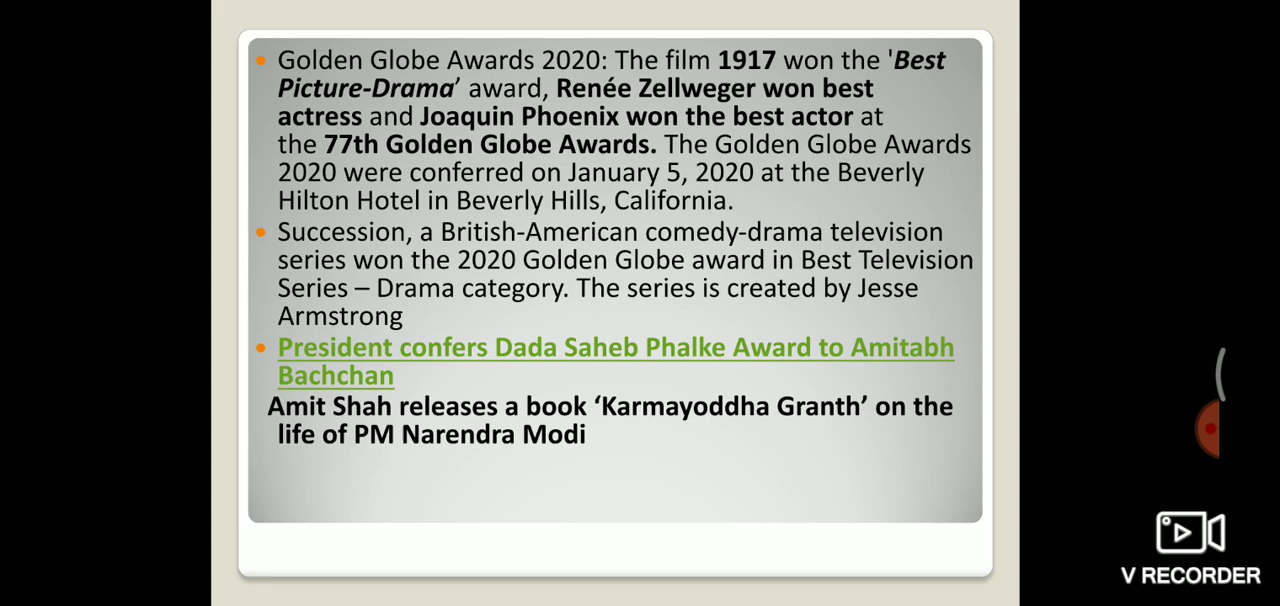 Golden Globe Awards 2020: The film 1917 won the 'Best
Picture-Drama’ award, Renée Zellweger won best
actress and Joaquin Phoenix won the best actor at
the 77th Golden Globe Awards. The Golden Globe Awards
2020 were conferred on January 5, 2020 at the Beverly
Hilton Hotel in Beverly Hills, California.
Succession, a British-American comedy-drama television
series won the 2020 Golden Globe award in Best Television
Series – Drama category. The series is created by Jesse
Armstrong
President confers Dada Saheb Phalke Award to Amitabh
Bachchan
Amit Shah releases a book ‘Karmayoddha Granth’ on the
life of PM Narendra Modi
V RECORDER